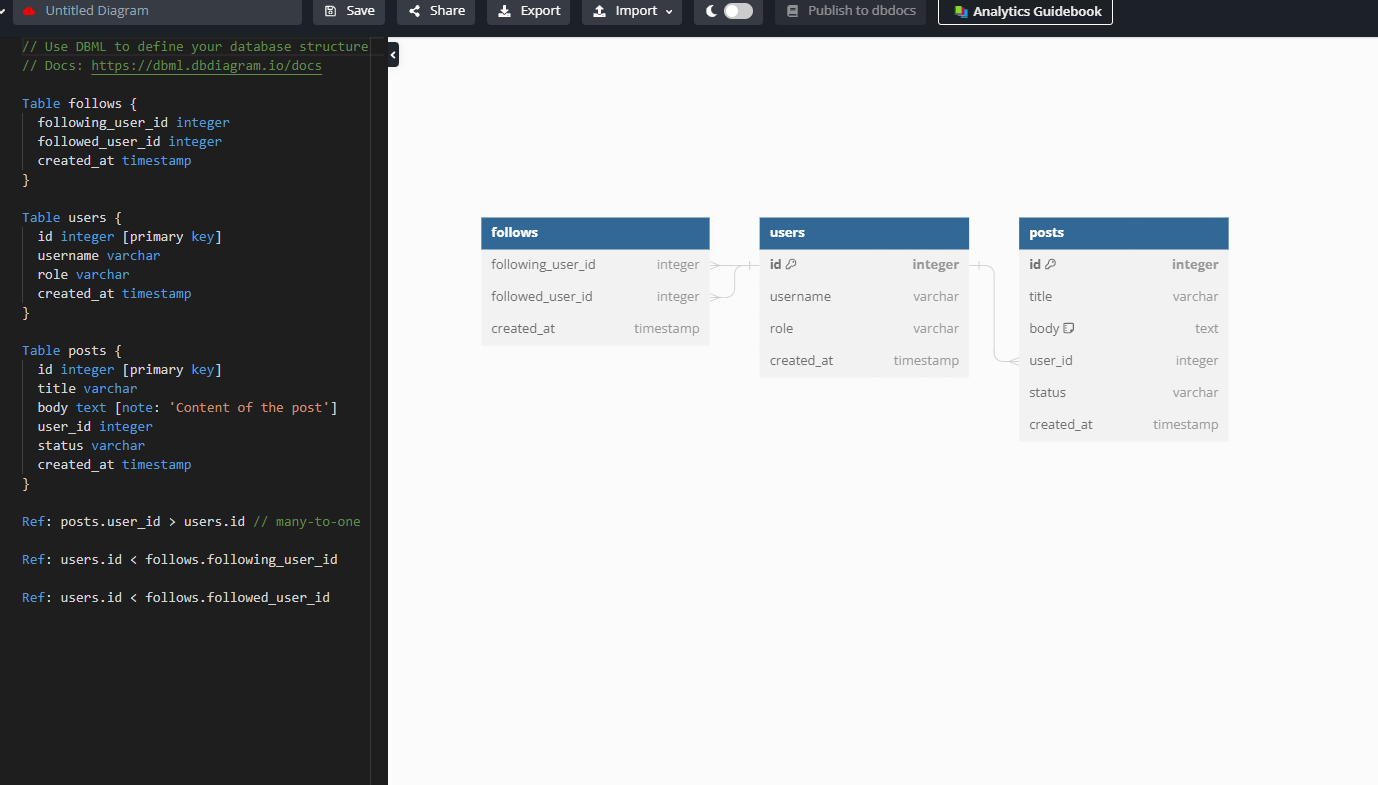 Untitled Diagram Save Share Export Import Publish to dbdocs Analytics Guidebook
// Use DBML to define your database structure
// Docs: https://dbml.dbdiagram.io/docs
Table follows {
following_user_id integer
followed_user_id integer
created_at timestamp
}
Table users {
id integer [primary key]
username varchar
role varchar
created_at timestamp
}
Table posts {
id integer [primary key]
title varchar
body text [note: 'Content of the post']
user_id integer
status varchar
created_at timestamp
}
Ref: posts.user_id > users.id // many-to-one
Ref: users.id < follows.following_user_id
Ref: users.id < follows.followed_user_id
follows
following_user_id integer
followed_user_id integer
created_at timestamp
users
id integer
username varchar
role varchar
created_at timestamp
posts
id integer
title varchar
body text
user_id integer
status varchar
created_at timestamp